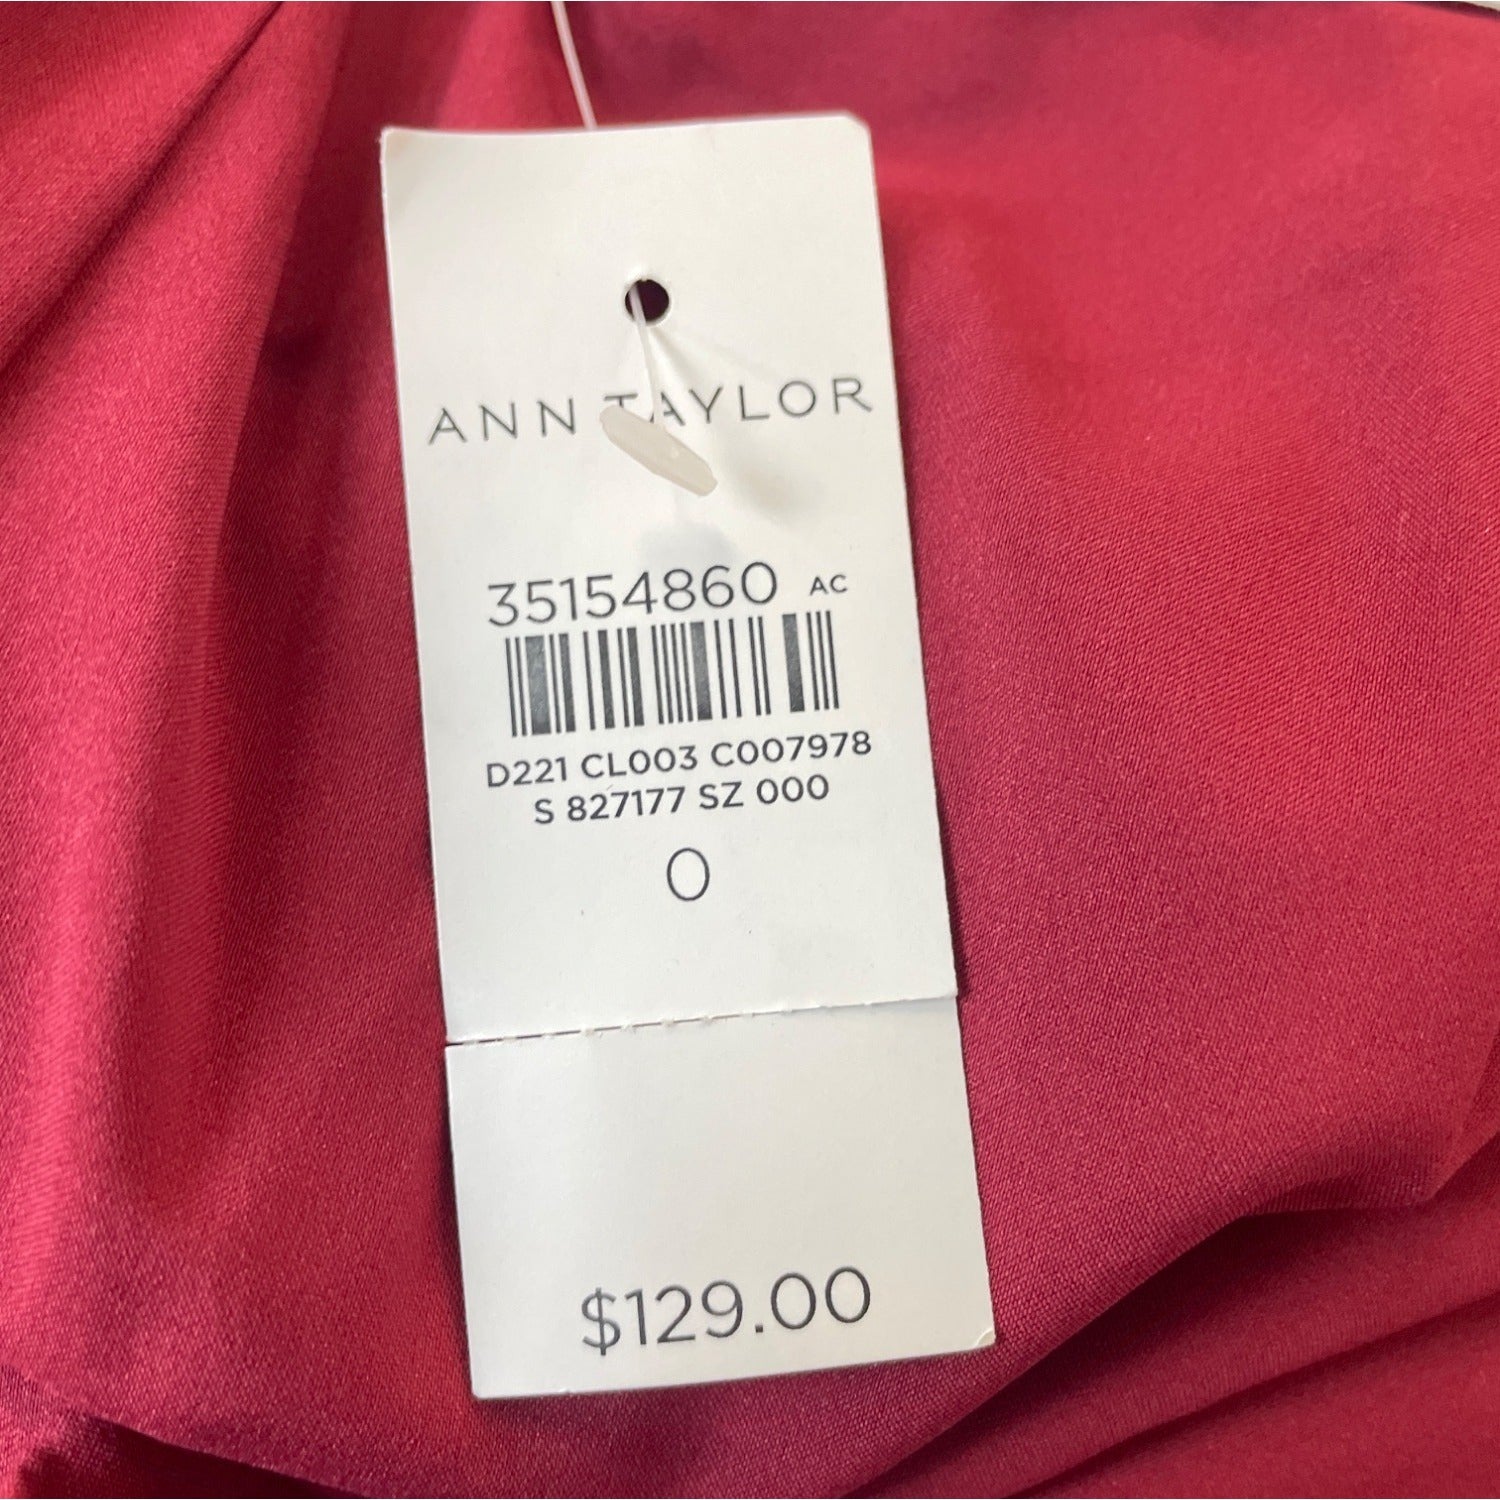 ANN TAYLOR
35154860 AC
D221 CL003 C007978
S 827177 SZ 000
0
$129.00